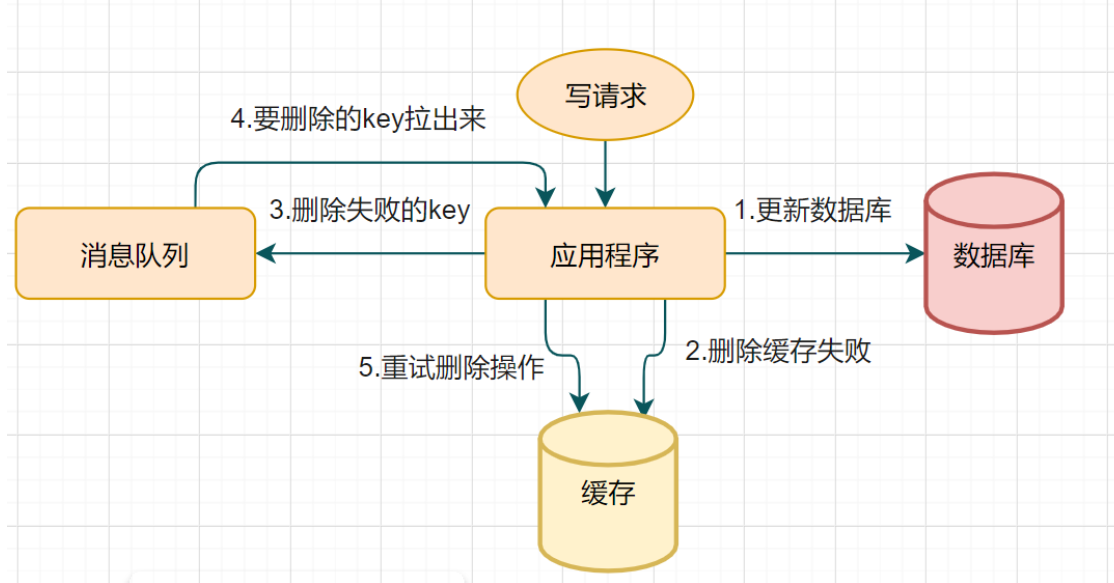 写请求
4.要删除的key拉出来
3.删除失败的key
1.更新数据库
消息队列
应用程序
数据库
5.重试删除操作
2.删除缓存失败
缓存